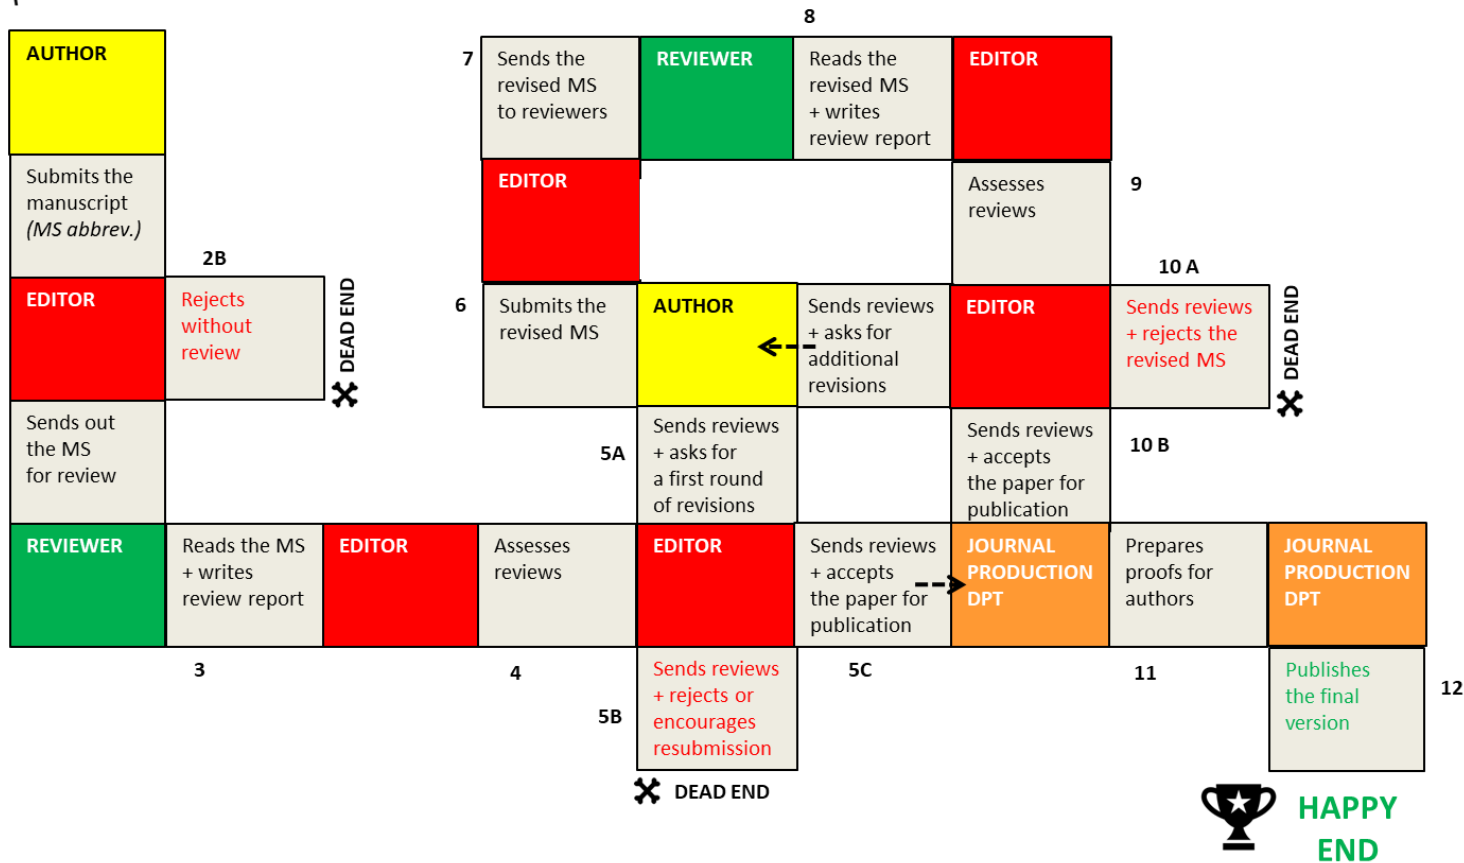 AUTHOR
Submits the
manuscript
(MS abbrev.)
2B
EDITOR
Rejects
without
review
DEAD END
Sends out
the MS
for review
REVIEWER
Reads the MS
+ writes
review report
3
EDITOR
Assesses
reviews
4
EDITOR
5A
Sends reviews
+ asks for
a first round
of revisions
5B
Sends reviews
+ rejects or
encourages
resubmission
DEAD END
Sends reviews
+ accepts
the paper for
publication
5C
AUTHOR
6
Submits the
revised MS
EDITOR
7
Sends the
revised MS
to reviewers
REVIEWER
8
Reads the
revised MS
+ writes
review report
EDITOR
Assesses
reviews
9
EDITOR
Sends reviews
+ asks for
additional
revisions
10 A
Sends reviews
+ rejects the
revised MS
DEAD END
Sends reviews
+ accepts
the paper for
publication
10 B
JOURNAL
PRODUCTION
DPT
Prepares
proofs for
authors
11
JOURNAL
PRODUCTION
DPT
Publishes
the final
version
12
HAPPY
END